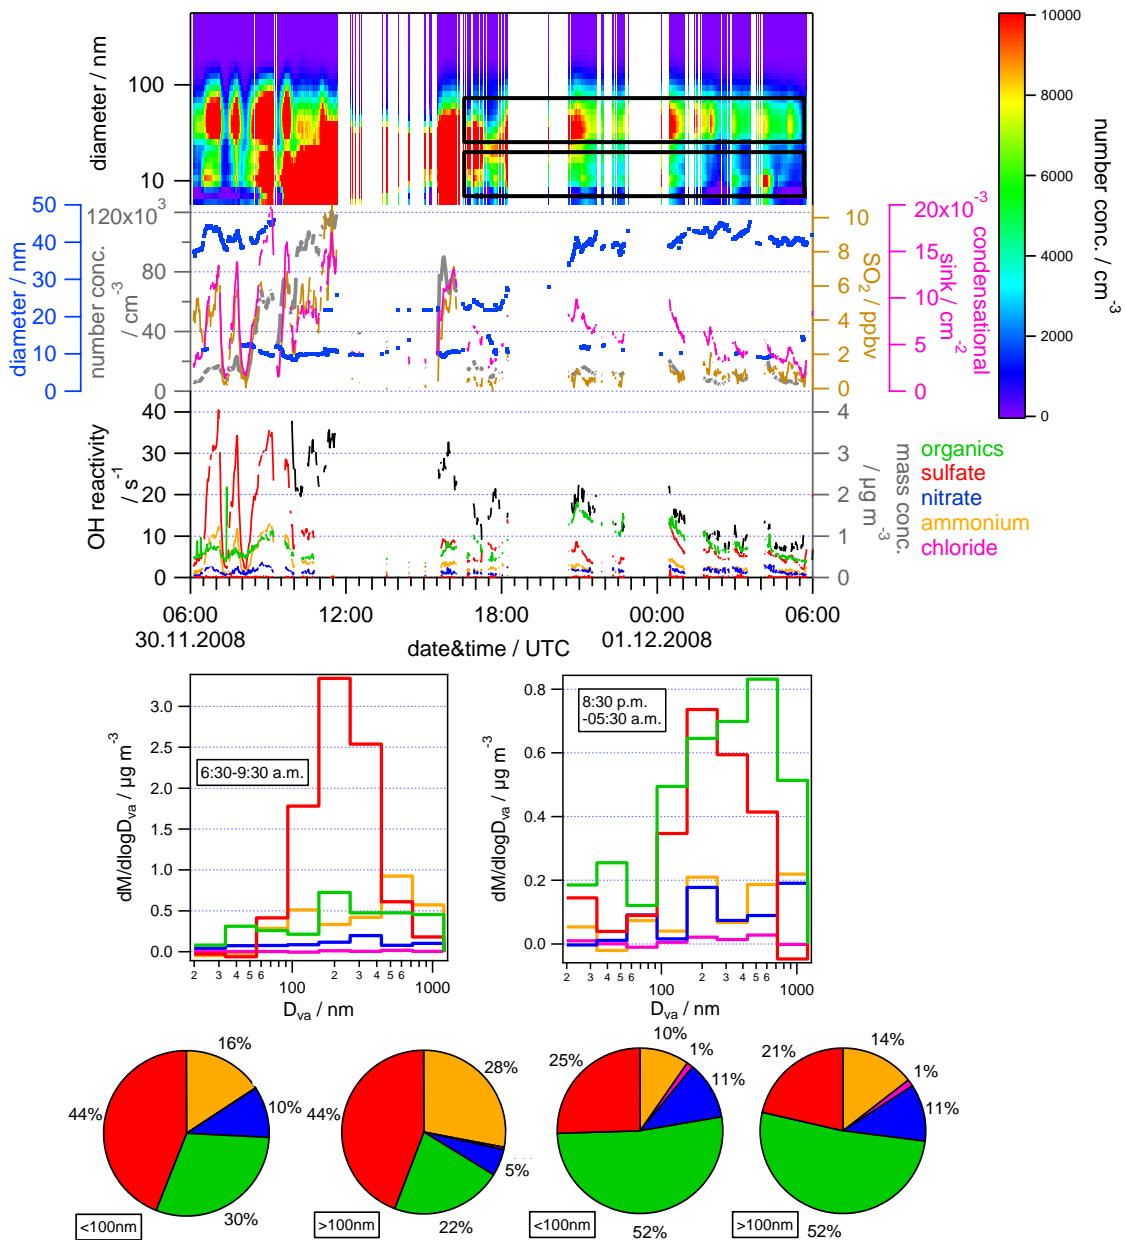 diameter / nm
100
10
10000
8000
6000
4000
2000
0
number conc. / cm-3
50
40
30
20
10
0
diameter / nm
120x10^3
80
40
0
number conc.
/ cm-3
10
8
6
4
2
0
SO2 / ppbv
20x10^-3
15
10
5
0
condensational
sink / cm-2
40
30
20
10
0
OH reactivity
/ s-1
4
3
2
1
0
mass conc.
/ µg m-3
organics
sulfate
nitrate
ammonium
chloride
06:00
12:00
18:00
00:00
06:00
30.11.2008
01.12.2008
date&time / UTC
3.0
2.5
2.0
1.5
1.0
0.5
0.0
dM/dlogDva / µg m-3
6:30-9:30 a.m.
2 3 4 5 6 100 2 3 4 5 6 1000
Dva / nm
0.8
0.6
0.4
0.2
0.0
dM/dlogDva / µg m-3
8:30 p.m.
-05:30 a.m.
2 3 4 5 6 100 2 3 4 5 6 1000
Dva / nm
16%
10%
30%
44%
<100nm
28%
5%
22%
44%
>100nm
10%
1%
11%
52%
25%
<100nm
14%
1%
11%
52%
21%
>100nm